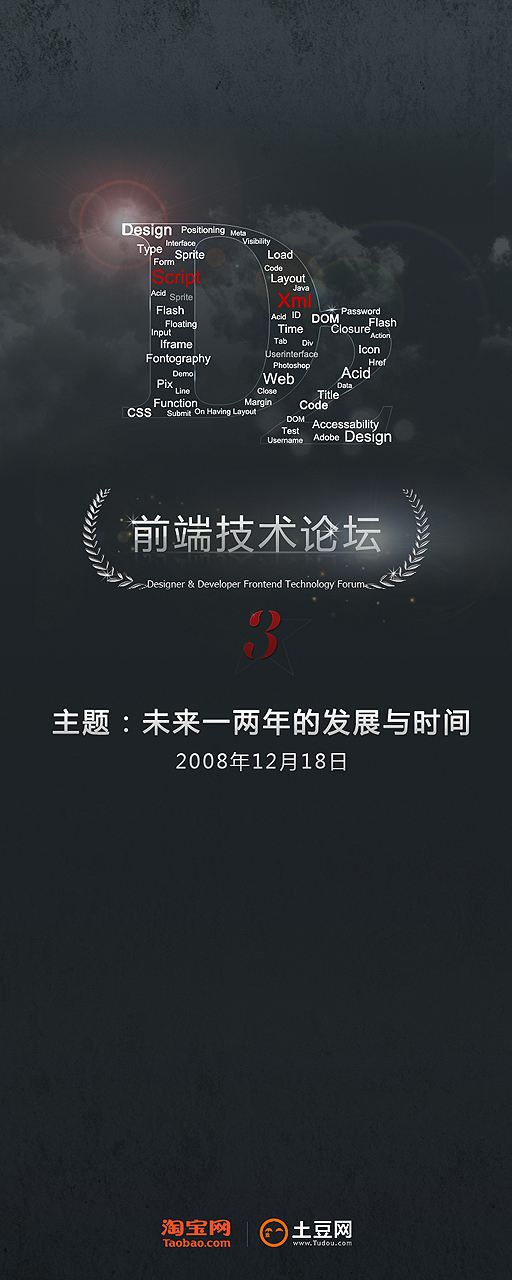 Design Positioning Meta
Interface Visibility
Type Sprite Load
Form Code
Script Layout
Java
Acid Sprite Xml
Flash Acid ID DOM Password
Floating Time Closure Flash
Input Action
Iframe Tab Div Icon
Fontography Userinterface Href
Demo Photoshop Acid
Pix Web Data
Line Close Title
Function Margin Code
CSS Submit On Having Layout DOM Accessability
Test Adobe Design
Username
前端技术论坛
Designer & Developer Frontend Technology Forum
3
主题：未来一两年的发展与时间
2008年12月18日
淘宝网 土豆网
Taobao.com www.Tudou.com